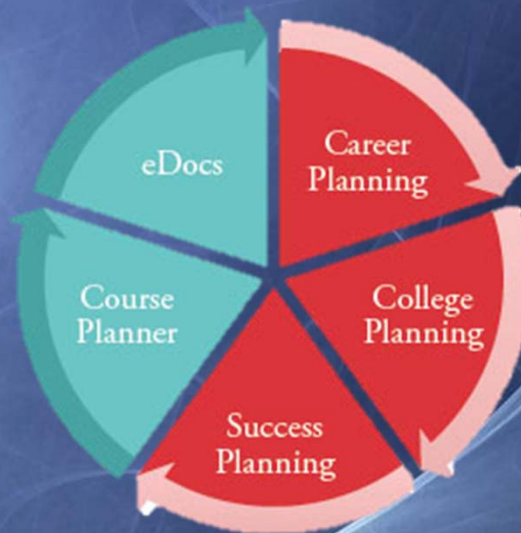 eDocs
Career
Planning
College
Planning
Success
Planning
Course
Planner